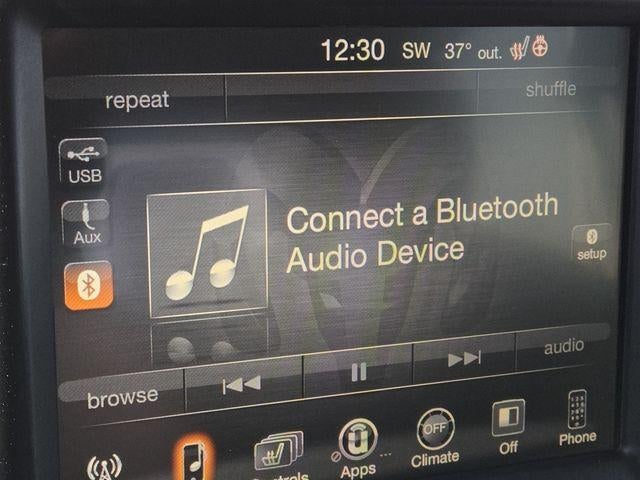 12:30 SW 37° out.
repeat
shuffle
USB
Aux
Connect a Bluetooth
Audio Device
setup
browse
audio
Controls
Apps
OFF
Climate
Off
Phone